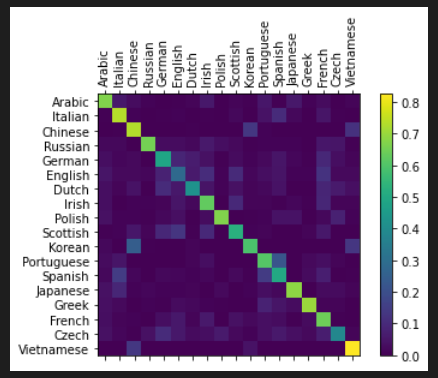 Arabic
Italian
Chinese
Russian
German
English
Dutch
Irish
Polish
Scottish
Korean
Portuguese
Spanish
Japanese
Greek
French
Czech
Vietnamese
Arabic
Italian
Chinese
Russian
German
English
Dutch
Irish
Polish
Scottish
Korean
Portuguese
Spanish
Japanese
Greek
French
Czech
Vietnamese
0.8
0.7
0.6
0.5
0.4
0.3
0.2
0.1
0.0